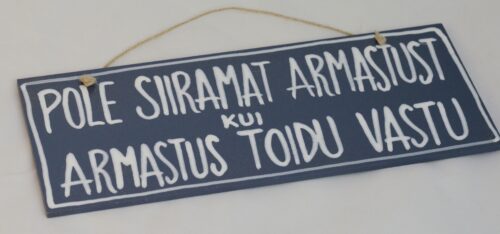 POLE SIIRAMAT ARMASTUST
KUI
ARMASTUS TOIDU VASTU